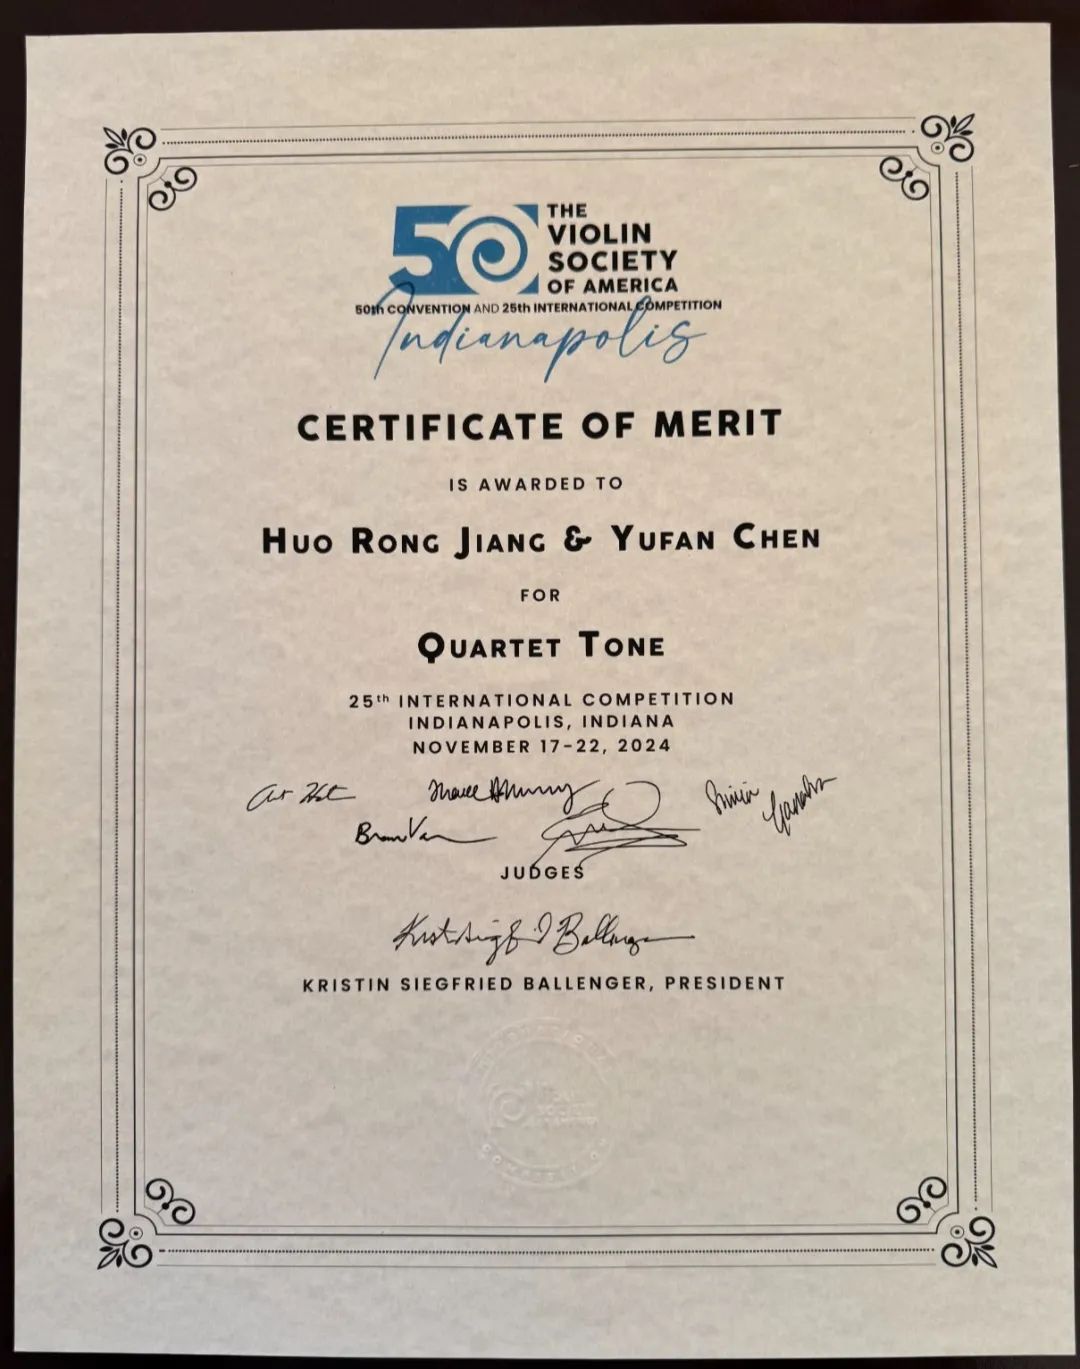 50 THE
VIOLIN
SOCIETY
OF AMERICA
50th CONVENTION AND 25th INTERNATIONAL COMPETITION
Indianapolis
CERTIFICATE OF MERIT
IS AWARDED TO
HUO RONG JIANG & YUFAN CHEN
FOR
QUARTET TONE
25th INTERNATIONAL COMPETITION
INDIANAPOLIS, INDIANA
NOVEMBER 17-22, 2024
JUDGES
KRISTIN SIEGFRIED BALLENGER, PRESIDENT